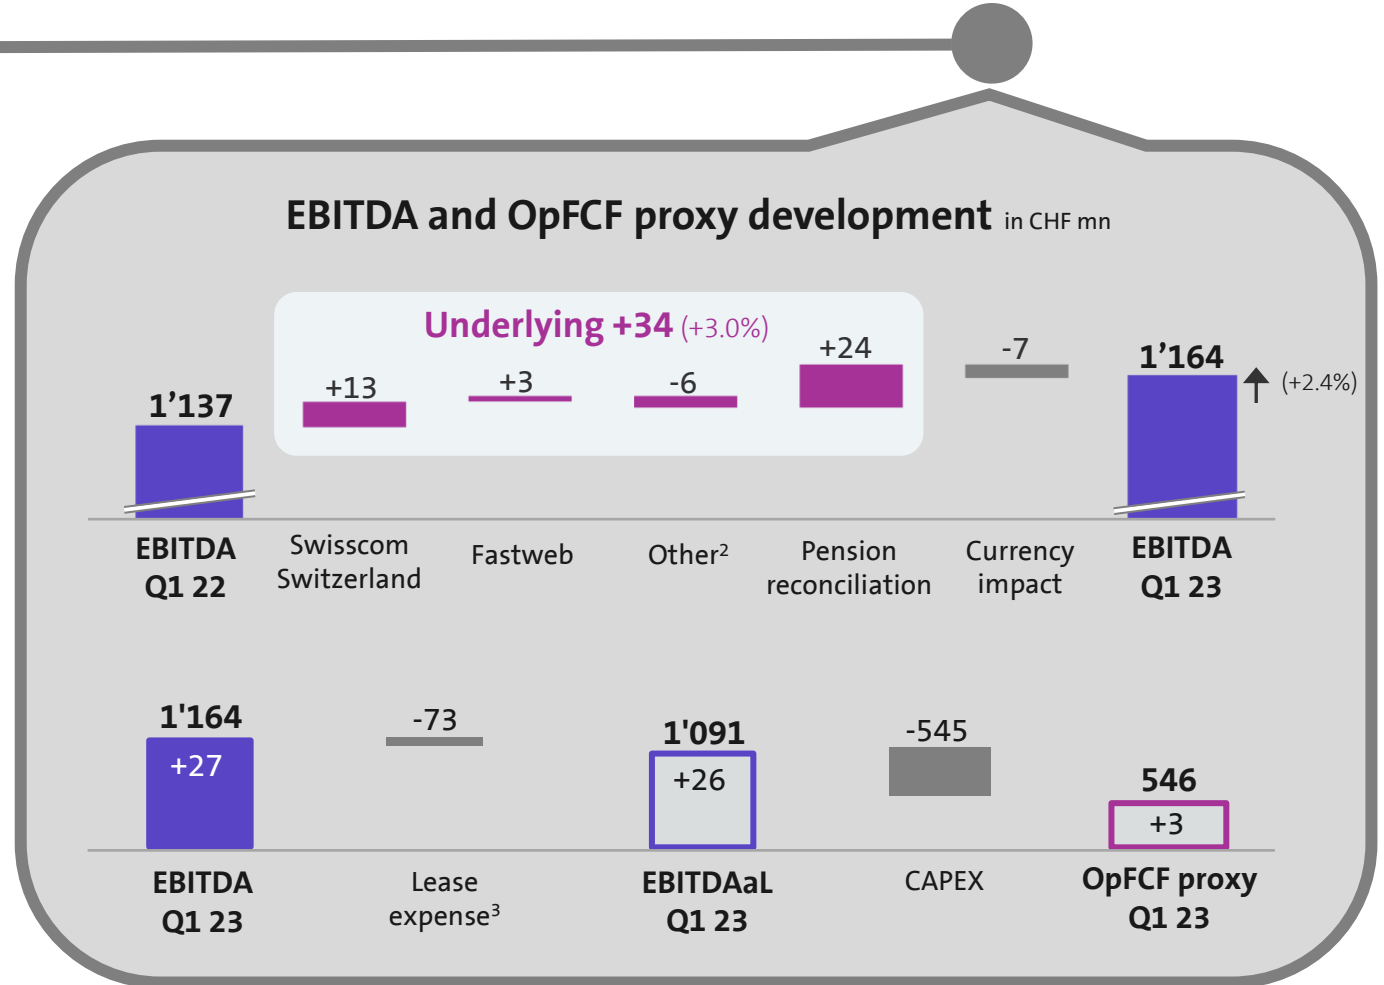 EBITDA and OpFCF proxy development in CHF mn
Underlying +34 (+3.0%)
1’137
+13
+3
-6
+24
-7
1’164
(+2.4%)
EBITDA
Q1 22
Swisscom
Switzerland
Fastweb
Other²
Pension
reconciliation
Currency
impact
EBITDA
Q1 23
1'164
+27
-73
1'091
+26
-545
546
+3
EBITDA
Q1 23
Lease
expense³
EBITDAaL
Q1 23
CAPEX
OpFCF proxy
Q1 23